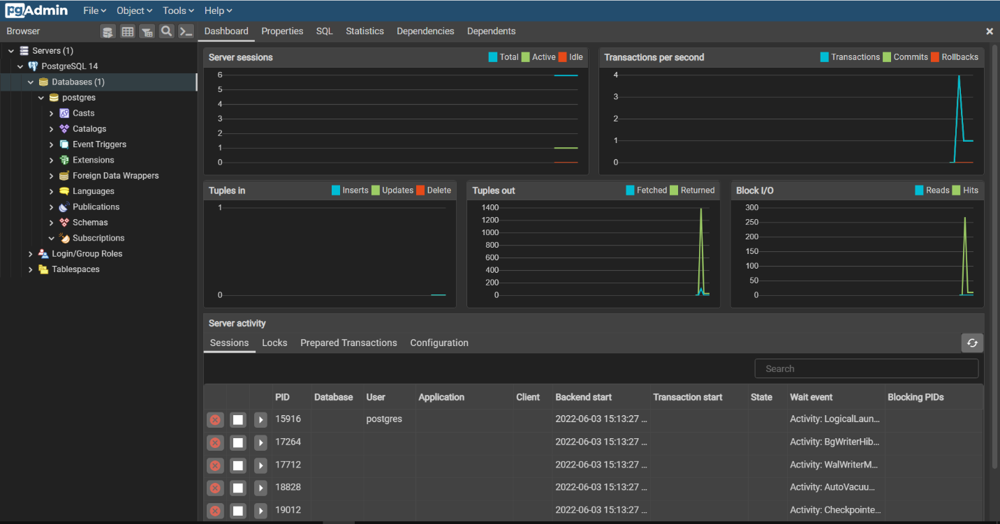 pgAdmin File Object Tools Help
Browser
Dashboard Properties SQL Statistics Dependencies Dependents
Servers (1)
PostgreSQL 14
Databases (1)
postgres
Casts
Catalogs
Event Triggers
Extensions
Foreign Data Wrappers
Languages
Publications
Schemas
Subscriptions
Login/Group Roles
Tablespaces
Server sessions Total Active Idle
6
5
4
3
2
1
0
Transactions per second Transactions Commits Rollbacks
4
3
2
1
0
Tuples in Inserts Updates Delete
1
0
Tuples out Fetched Returned
1400
1200
1000
800
600
400
200
0
Block I/O Reads Hits
300
250
200
150
100
50
0
Server activity
Sessions Locks Prepared Transactions Configuration
Search
PID Database User Application Client Backend start Transaction start State Wait event Blocking PIDs
15916 postgres 2022-06-03 15:13:27 ... Activity: LogicalLaun...
17264 2022-06-03 15:13:27 ... Activity: BgWriterHib...
17712 2022-06-03 15:13:27 ... Activity: WalWriterM...
18828 2022-06-03 15:13:27 ... Activity: AutoVacuu...
19012 2022-06-03 15:13:27 ... Activity: Checkpointe...